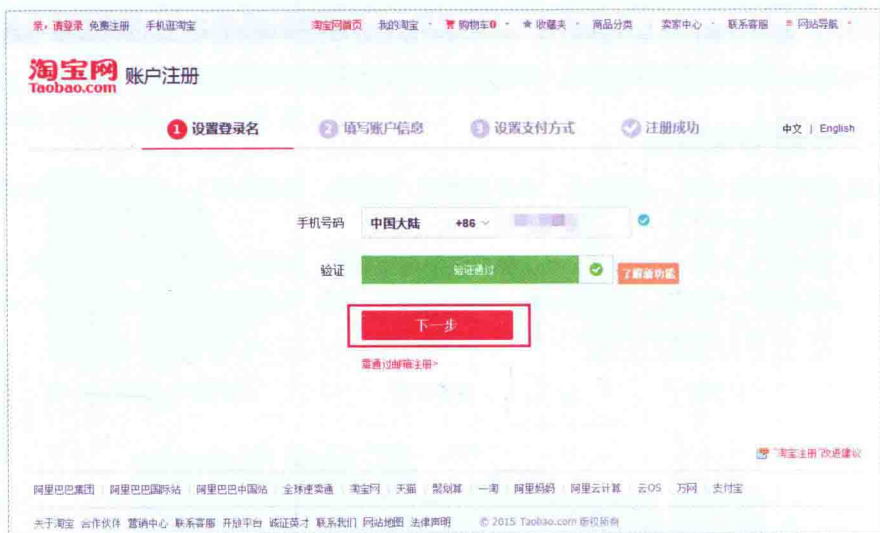 亲，请登录 免费注册 手机逛淘宝 淘宝网首页 我的淘宝 购物车0 收藏夹 商品分类 卖家中心 联系客服 网站导航
淘宝网 账户注册
Taobao.com
1 设置登录名 2 填写账户信息 3 设置支付方式 注册成功 中文 | English
手机号码 中国大陆 +86
验证 验证通过 了解新功能
下一步
需通过邮箱注册>
“淘宝注册”改进建议
阿里巴巴集团 阿里巴巴国际站 阿里巴巴中国站 全球速卖通 淘宝网 天猫 聚划算 一淘 阿里妈妈 阿里云计算 云OS 万网 支付宝
关于淘宝 合作伙伴 营销中心 联系客服 开放平台 诚征英才 联系我们 网站地图 法律声明 © 2015 Taobao.com 版权所有